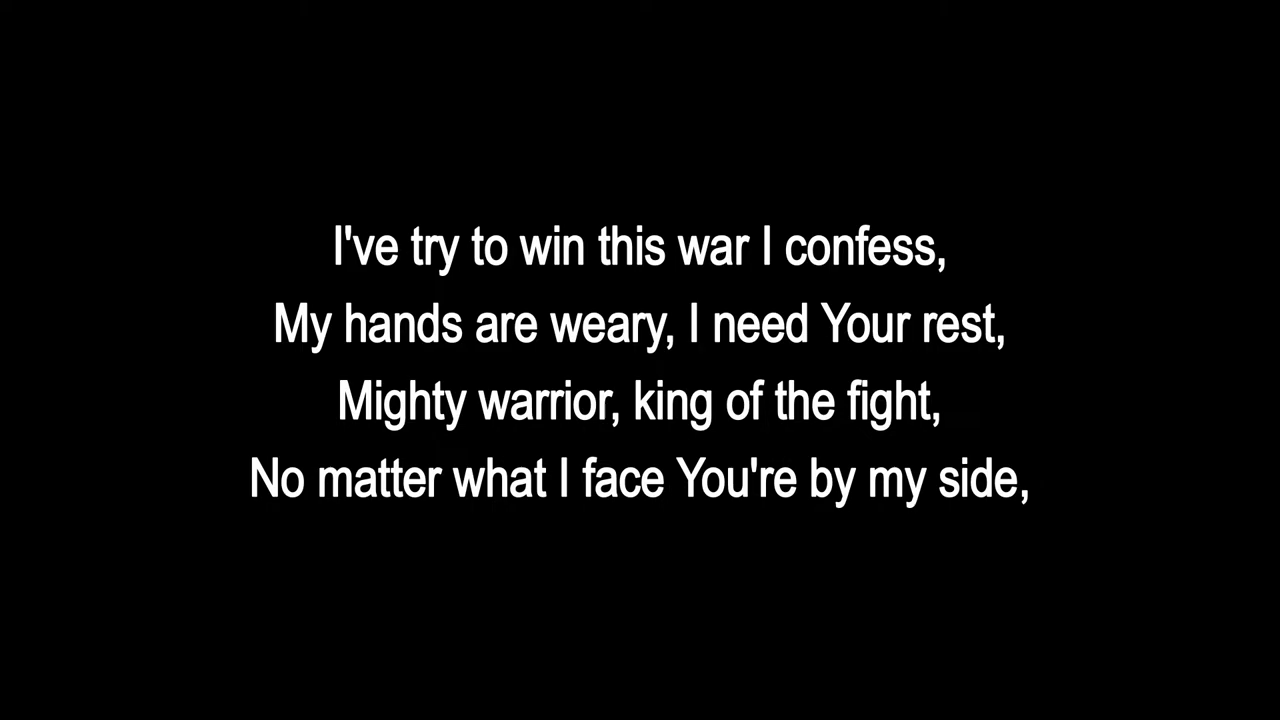 I've try to win this war I confess,
My hands are weary, I need Your rest,
Mighty warrior, king of the fight,
No matter what I face You're by my side,